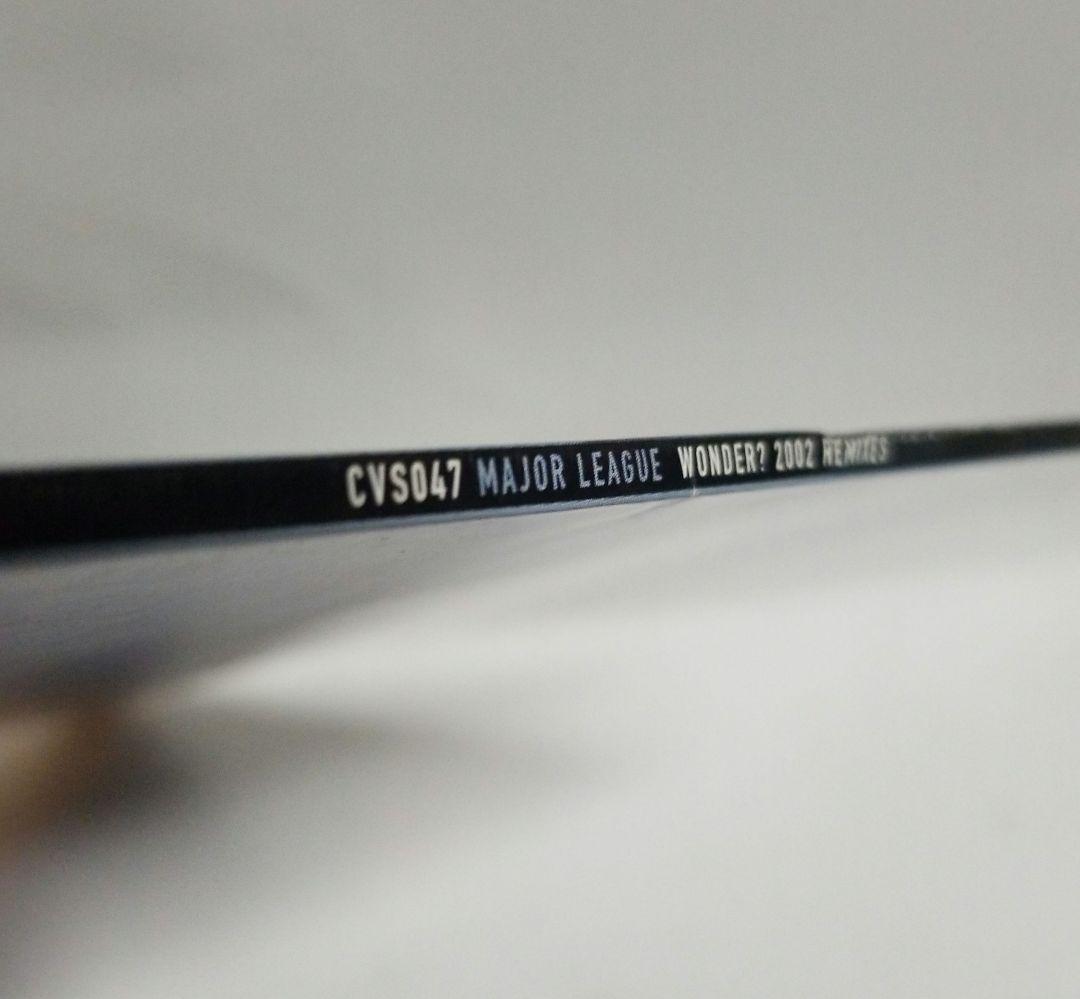 CVS047 MAJOR LEAGUE WONDER? 2002 REMIXES